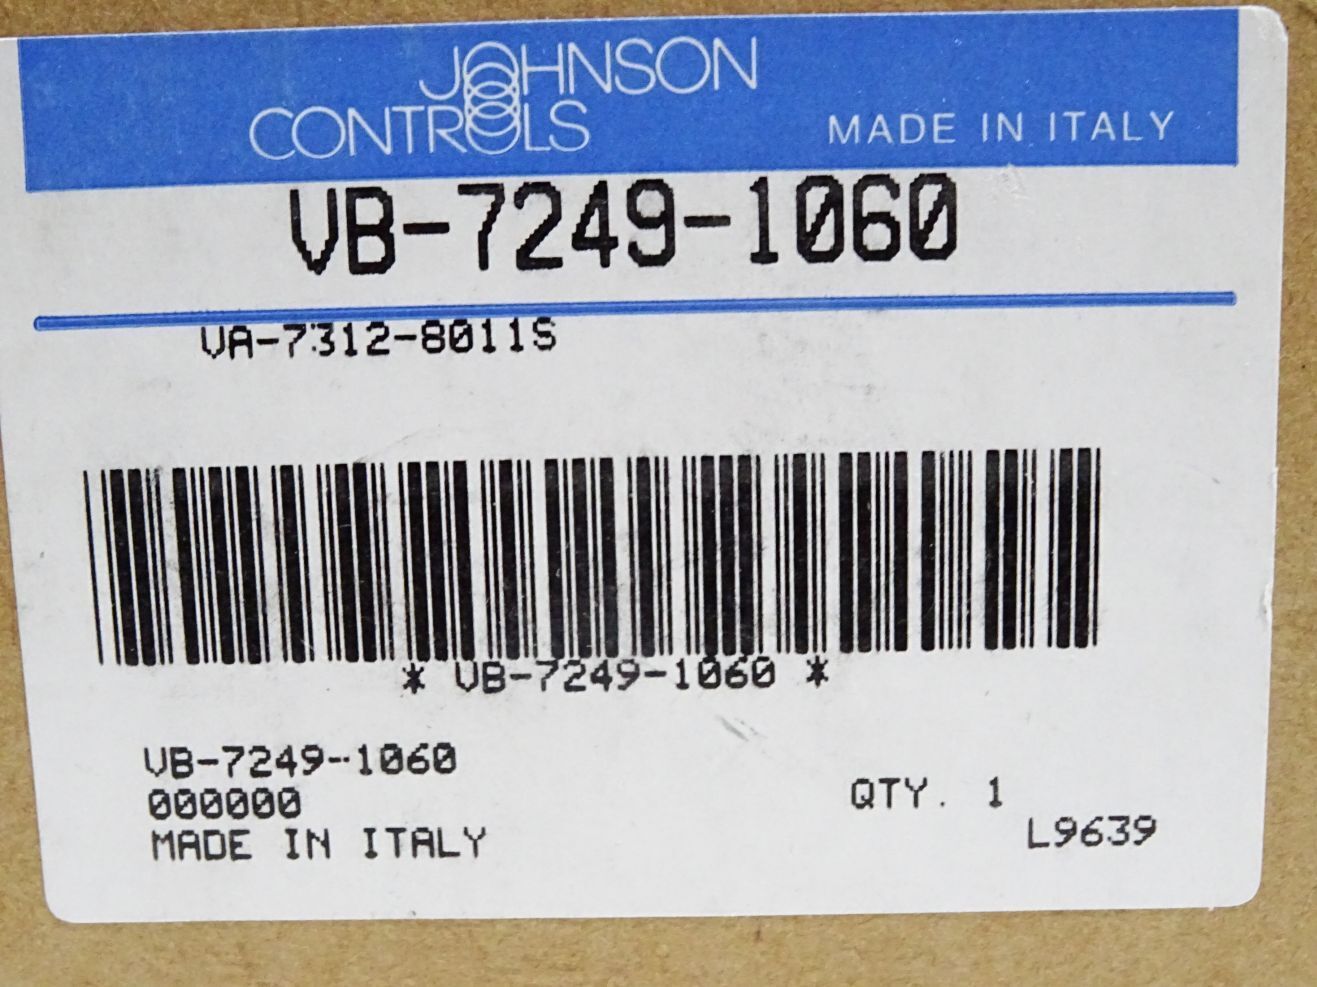 JOHNSON
CONTROLS
MADE IN ITALY
VB-7249-1060
VA-7312-8011S
* VB-7249-1060 *
VB-7249-1060
000000
MADE IN ITALY
QTY. 1
L9639